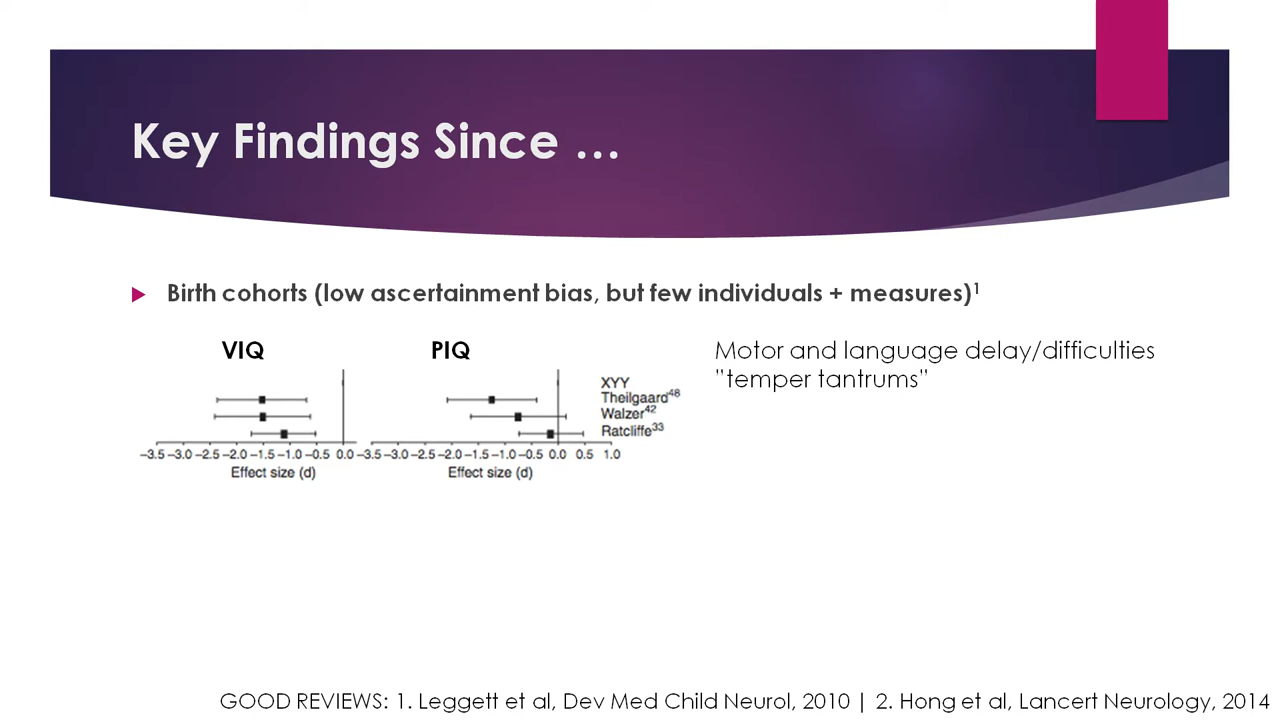 Key Findings Since …
Birth cohorts (low ascertainment bias, but few individuals + measures)¹
VIQ
PIQ
Motor and language delay/difficulties
"temper tantrums"
XYY
Theilgaard⁴⁸
Walzer⁴²
Ratcliffe³³
−3.5 −3.0 −2.5 −2.0 −1.5 −1.0 −0.5 0.0
−3.5 −3.0 −2.5 −2.0 −1.5 −1.0 −0.5 0.0 0.5 1.0
Effect size (d)
Effect size (d)
GOOD REVIEWS: 1. Leggett et al, Dev Med Child Neurol, 2010 | 2. Hong et al, Lancert Neurology, 2014